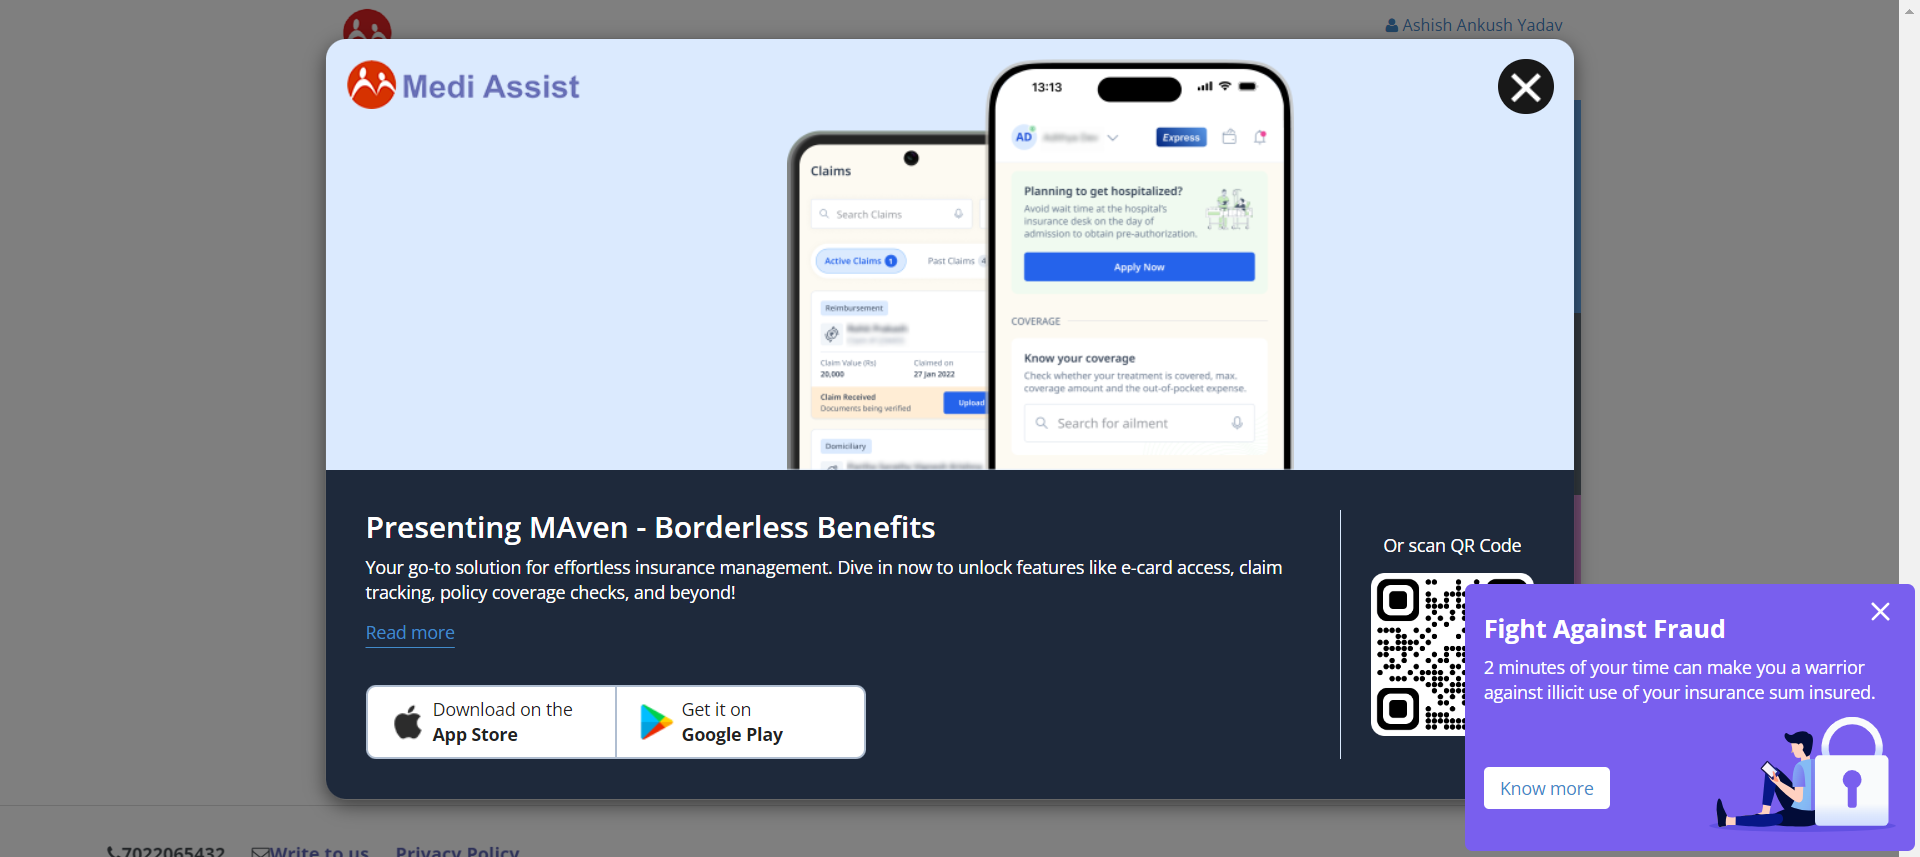 Ashish Ankush Yadav
Medi Assist
13:13
AD
Express
Claims
Search Claims
Active Claims 1
Past Claims 4
Reimbursement
Claim Value (Rs)
Claimed on
20,000
27 Jan 2022
Claim Received
Documents being verified
Upload
Domiciliary
Planning to get hospitalized?
Avoid wait time at the hospital's
insurance desk on the day of
admission to obtain pre-authorization.
Apply Now
COVERAGE
Know your coverage
Check whether your treatment is covered, max.
coverage amount and the out-of-pocket expense.
Search for ailment
Presenting MAven - Borderless Benefits
Your go-to solution for effortless insurance management. Dive in now to unlock features like e-card access, claim
tracking, policy coverage checks, and beyond!
Read more
Download on the
App Store
Get it on
Google Play
Or scan QR Code
Fight Against Fraud
2 minutes of your time can make you a warrior
against illicit use of your insurance sum insured.
Know more
7022065432
Write to us
Privacy Policy